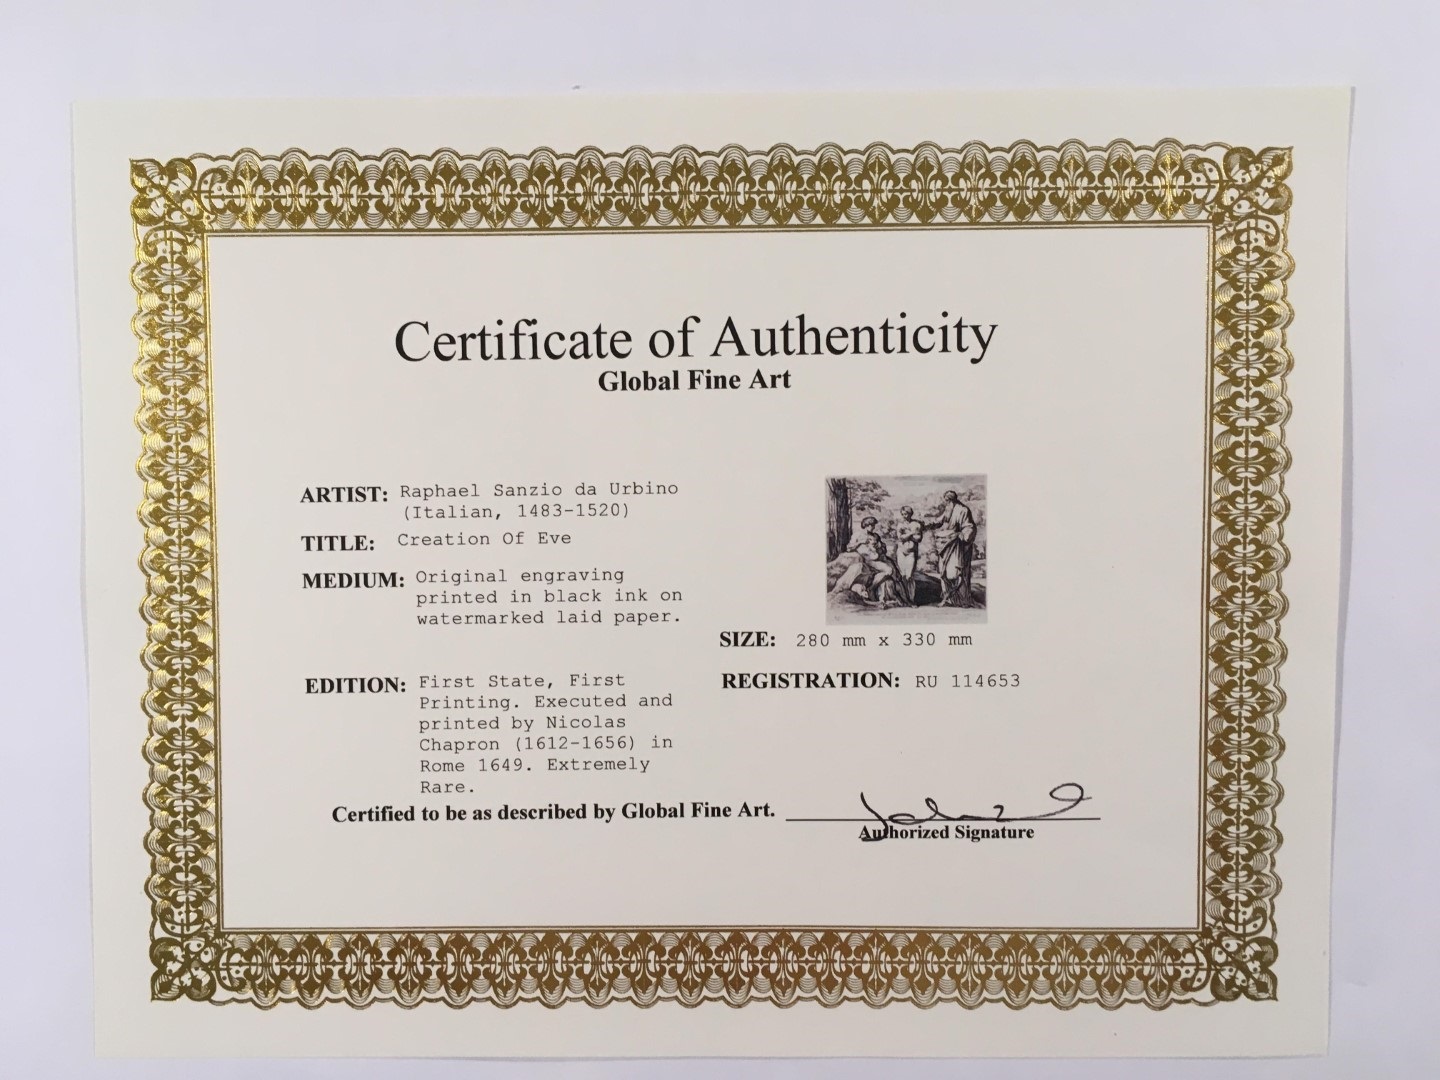 Certificate of Authenticity
Global Fine Art
ARTIST: Raphael Sanzio da Urbino
(Italian, 1483-1520)
TITLE: Creation Of Eve
MEDIUM: Original engraving
printed in black ink on
watermarked laid paper.
SIZE: 280 mm x 330 mm
EDITION: First State, First
Printing. Executed and
printed by Nicolas
Chapron (1612-1656) in
Rome 1649. Extremely
Rare.
REGISTRATION: RU 114653
Certified to be as described by Global Fine Art.
Authorized Signature